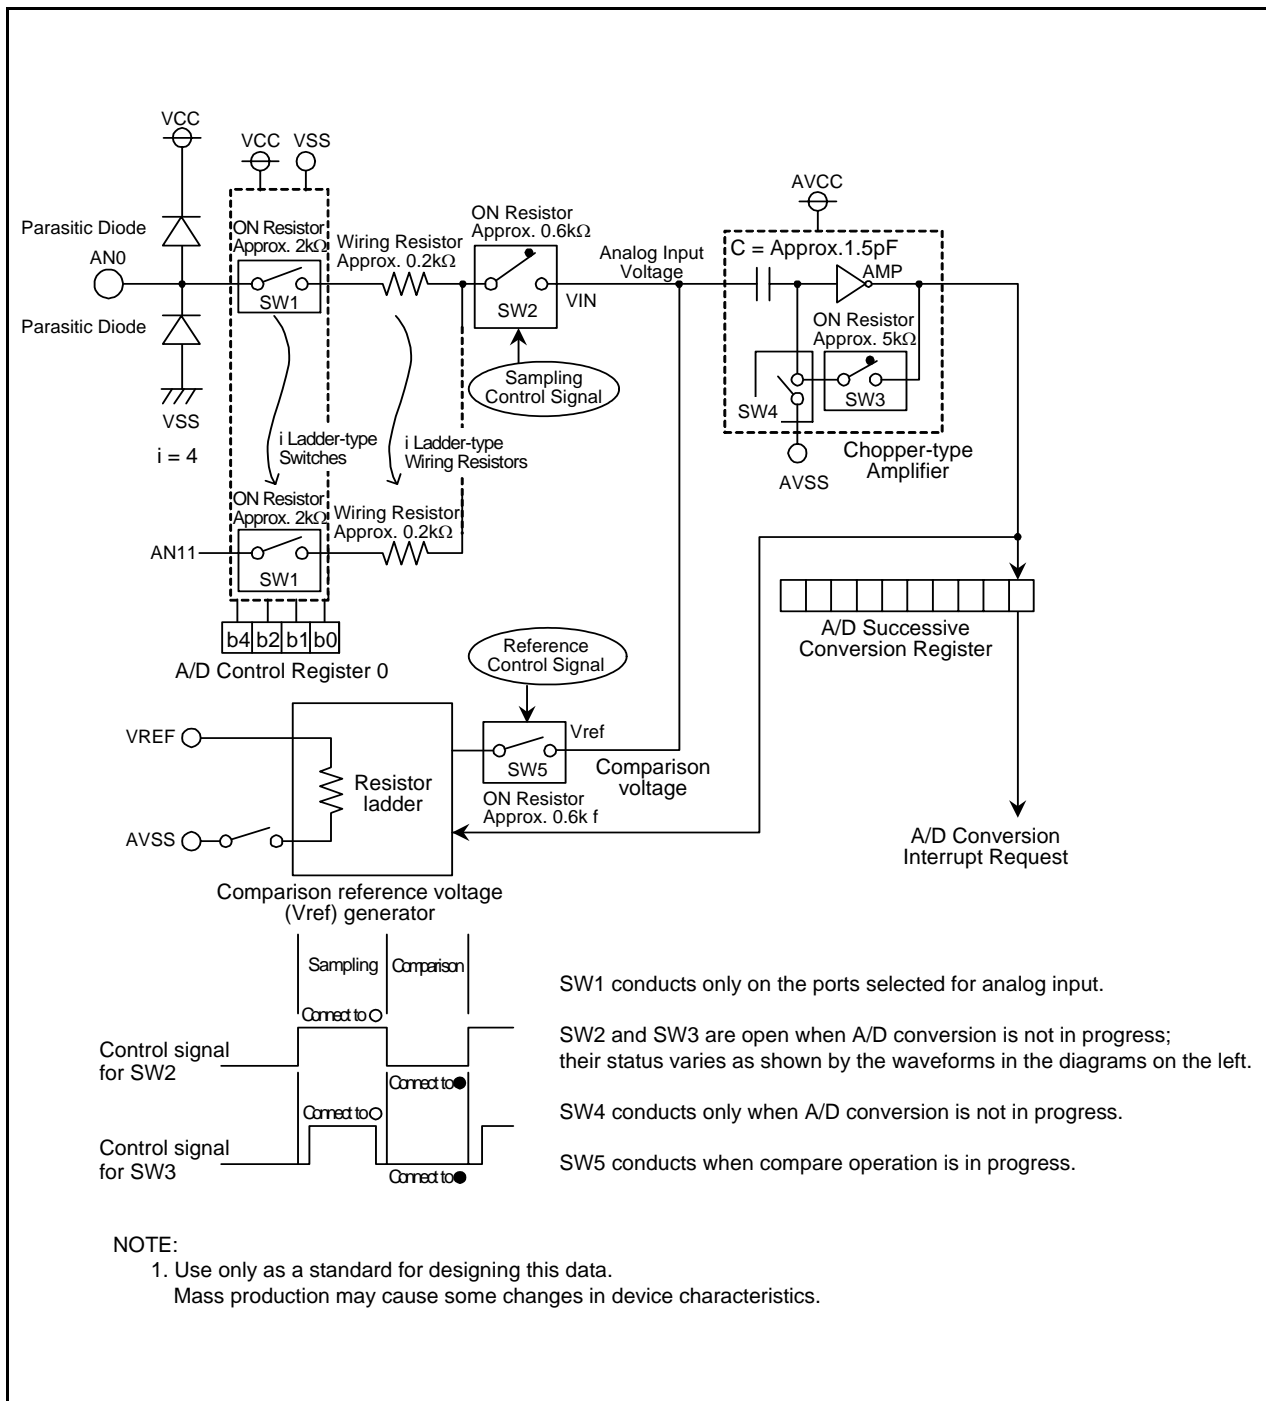 VCC
VCC
VSS
AVCC
Parasitic Diode
ON Resistor
Approx. 2kΩ
Wiring Resistor
Approx. 0.2kΩ
ON Resistor
Approx. 0.6kΩ
Analog Input
Voltage
C = Approx.1.5pF
AMP
AN0
SW1
SW2
VIN
Parasitic Diode
ON Resistor
Approx. 5kΩ
SW3
SW4
Sampling
Control Signal
VSS
i = 4
i Ladder-type
Switches
i Ladder-type
Wiring Resistors
Chopper-type
Amplifier
AVSS
ON Resistor
Approx. 2kΩ
Wiring Resistor
Approx. 0.2kΩ
AN11
SW1
b4 b2 b1 b0
A/D Control Register 0
A/D Successive
Conversion Register
Reference
Control Signal
VREF
Resistor
ladder
Vref
SW5
Comparison
voltage
ON Resistor
Approx. 0.6k f
AVSS
A/D Conversion
Interrupt Request
Comparison reference voltage
(Vref) generator
Sampling
Comparison
Connect to ○
Control signal
for SW2
Connect to ●
Connect to ○
Control signal
for SW3
Connect to ●
SW1 conducts only on the ports selected for analog input.
SW2 and SW3 are open when A/D conversion is not in progress;
their status varies as shown by the waveforms in the diagrams on the left.
SW4 conducts only when A/D conversion is not in progress.
SW5 conducts when compare operation is in progress.
NOTE:
1. Use only as a standard for designing this data.
Mass production may cause some changes in device characteristics.